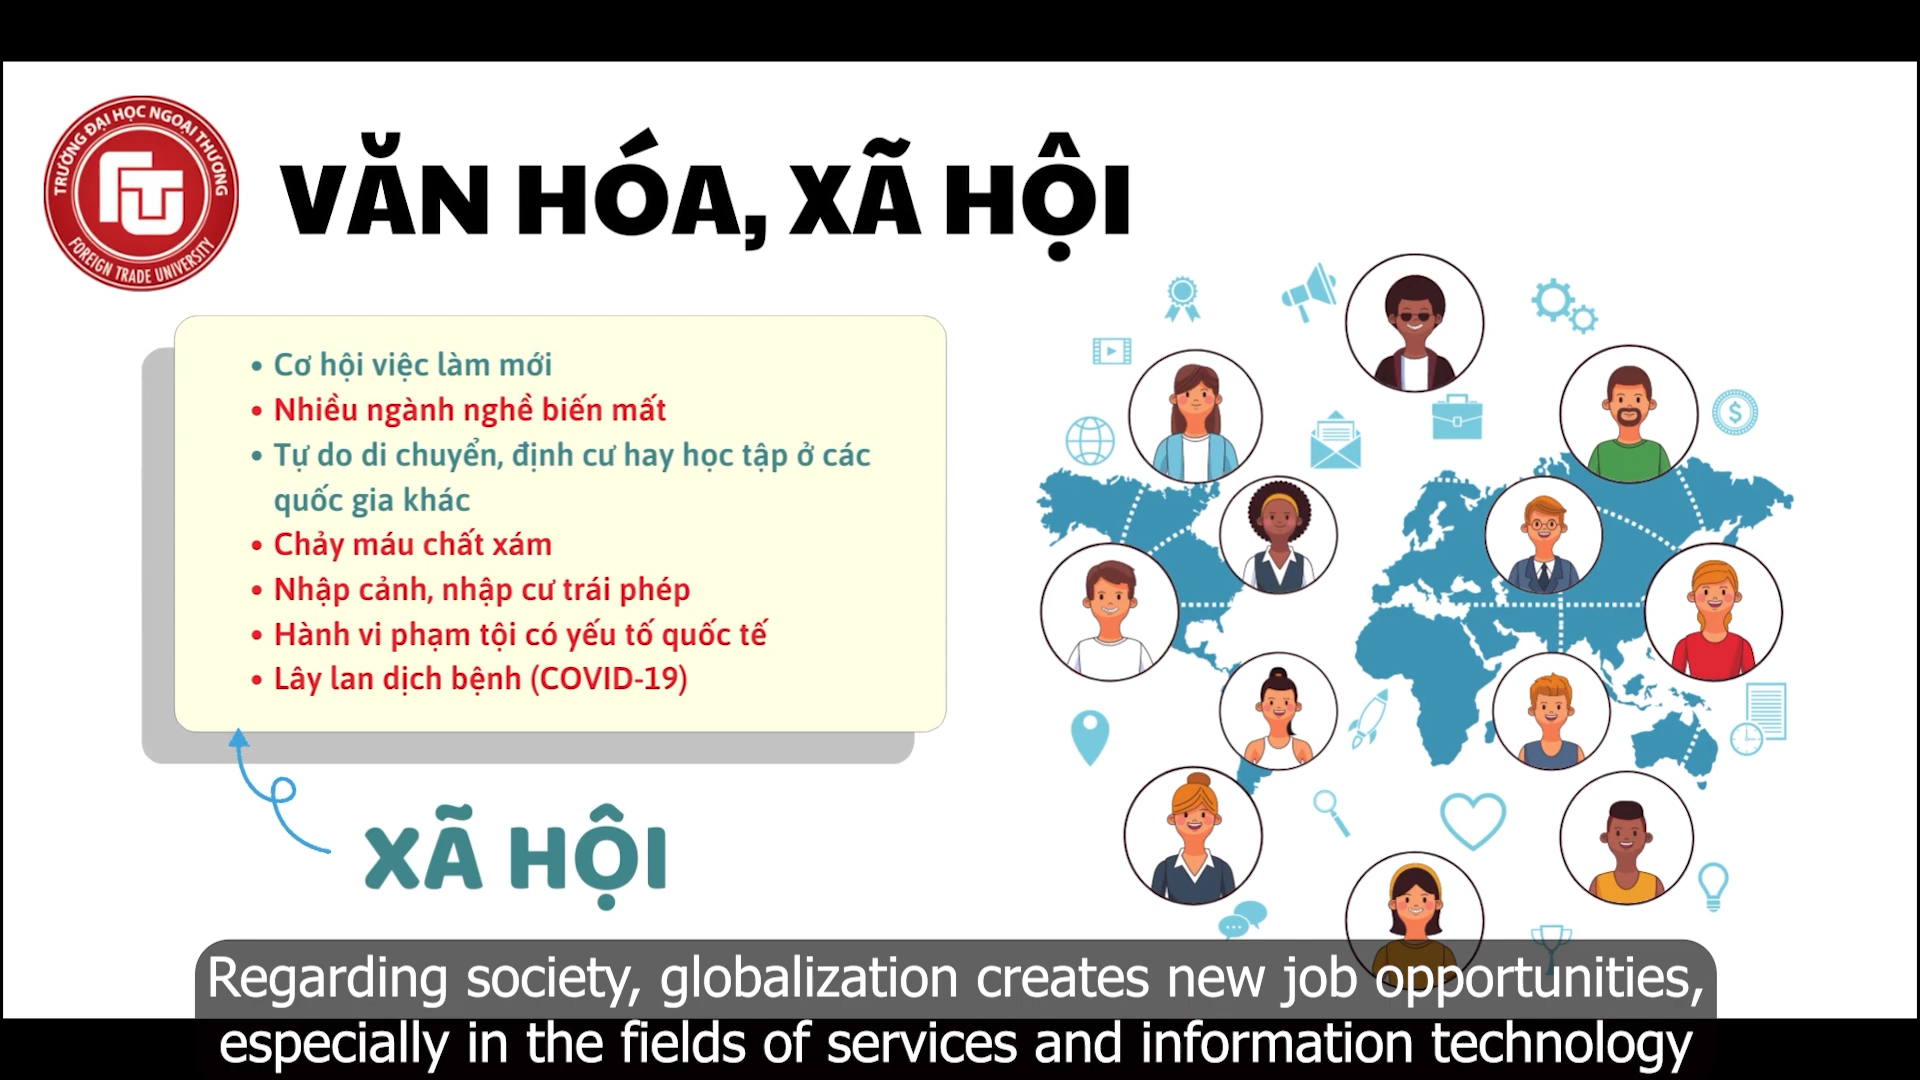 TRƯỜNG ĐẠI HỌC NGOẠI THƯƠNG
FOREIGN TRADE UNIVERSITY
VĂN HÓA, XÃ HỘI
• Cơ hội việc làm mới
• Nhiều ngành nghề biến mất
• Tự do di chuyển, định cư hay học tập ở các
quốc gia khác
• Chảy máu chất xám
• Nhập cảnh, nhập cư trái phép
• Hành vi phạm tội có yếu tố quốc tế
• Lây lan dịch bệnh (COVID-19)
XÃ HỘI
Regarding society, globalization creates new job opportunities,
especially in the fields of services and information technology